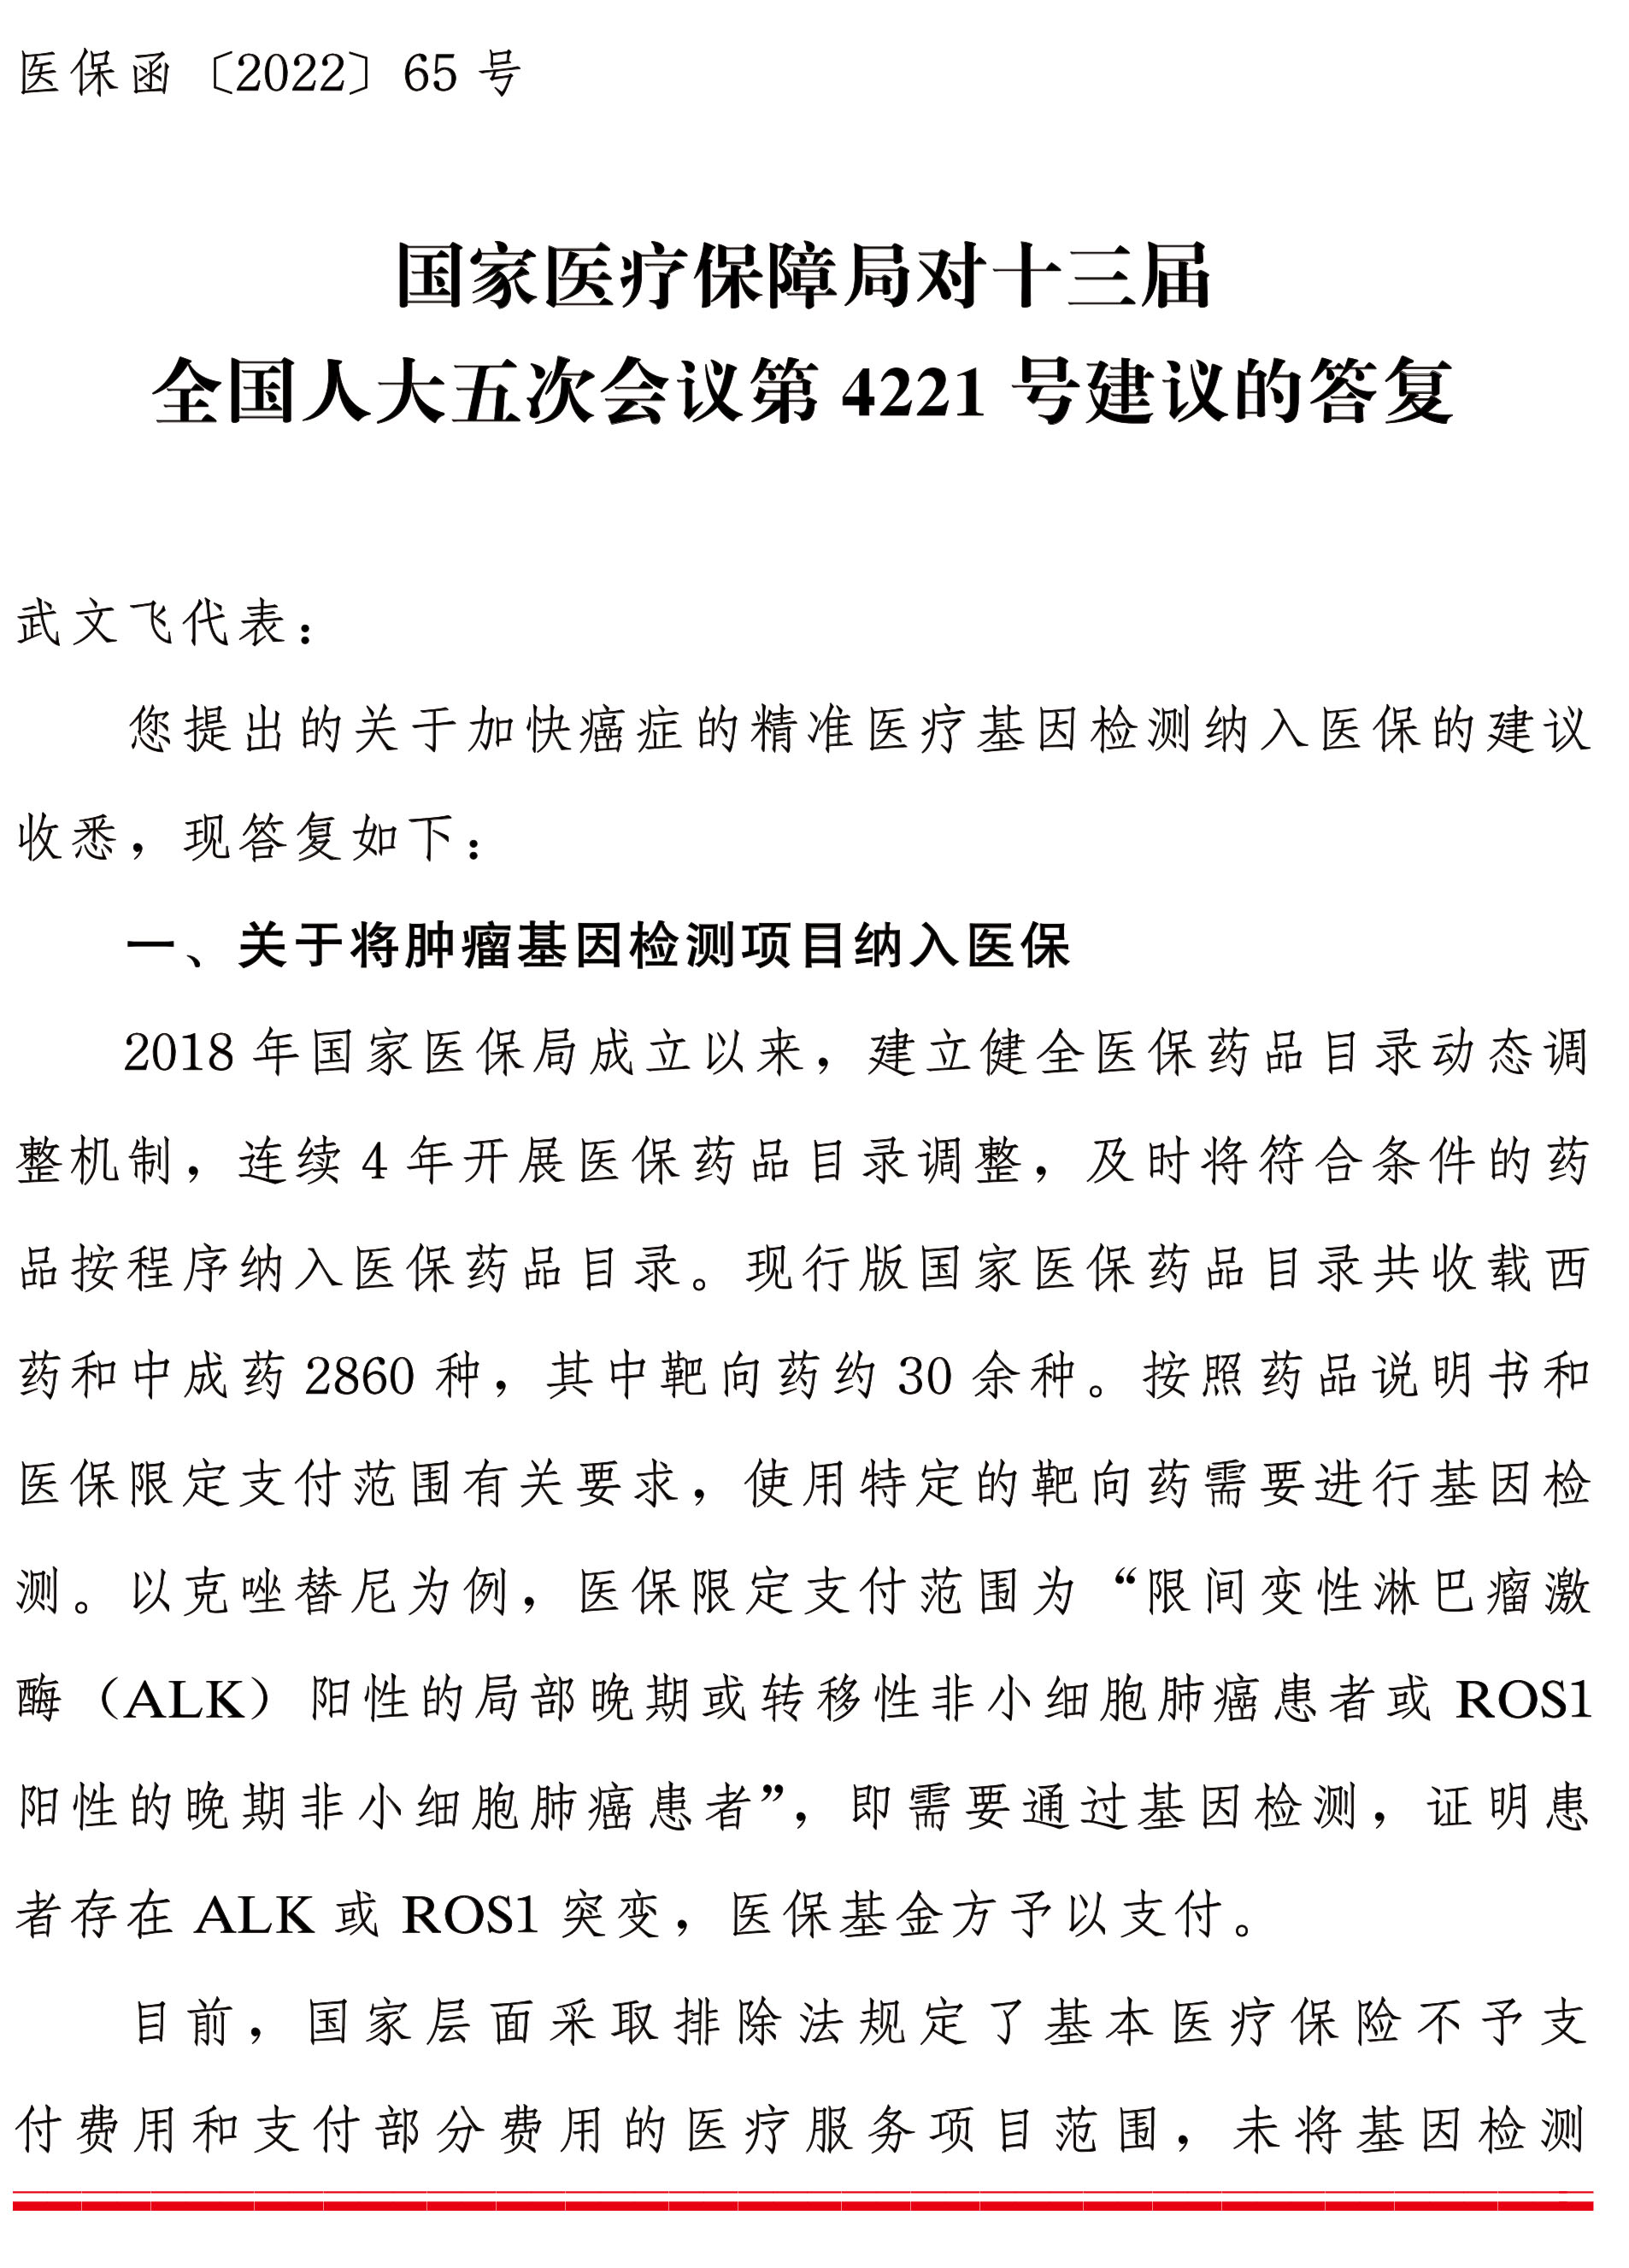 医保函〔2022〕65 号
国家医疗保障局对十三届
全国人大五次会议第 4221 号建议的答复
武文飞代表：
您提出的关于加快癌症的精准医疗基因检测纳入医保的建议
收悉，现答复如下：
一、关于将肿瘤基因检测项目纳入医保
2018 年国家医保局成立以来，建立健全医保药品目录动态调
整机制，连续 4 年开展医保药品目录调整，及时将符合条件的药
品按程序纳入医保药品目录。现行版国家医保药品目录共收载西
药和中成药 2860 种，其中靶向药约 30 余种。按照药品说明书和
医保限定支付范围有关要求，使用特定的靶向药需要进行基因检
测。以克唑替尼为例，医保限定支付范围为“限间变性淋巴瘤激
酶（ALK）阳性的局部晚期或转移性非小细胞肺癌患者或 ROS1
阳性的晚期非小细胞肺癌患者”，即需要通过基因检测，证明患
者存在 ALK 或 ROS1 突变，医保基金方予以支付。
目前，国家层面采取排除法规定了基本医疗保险不予支
付费用和支付部分费用的医疗服务项目范围，未将基因检测